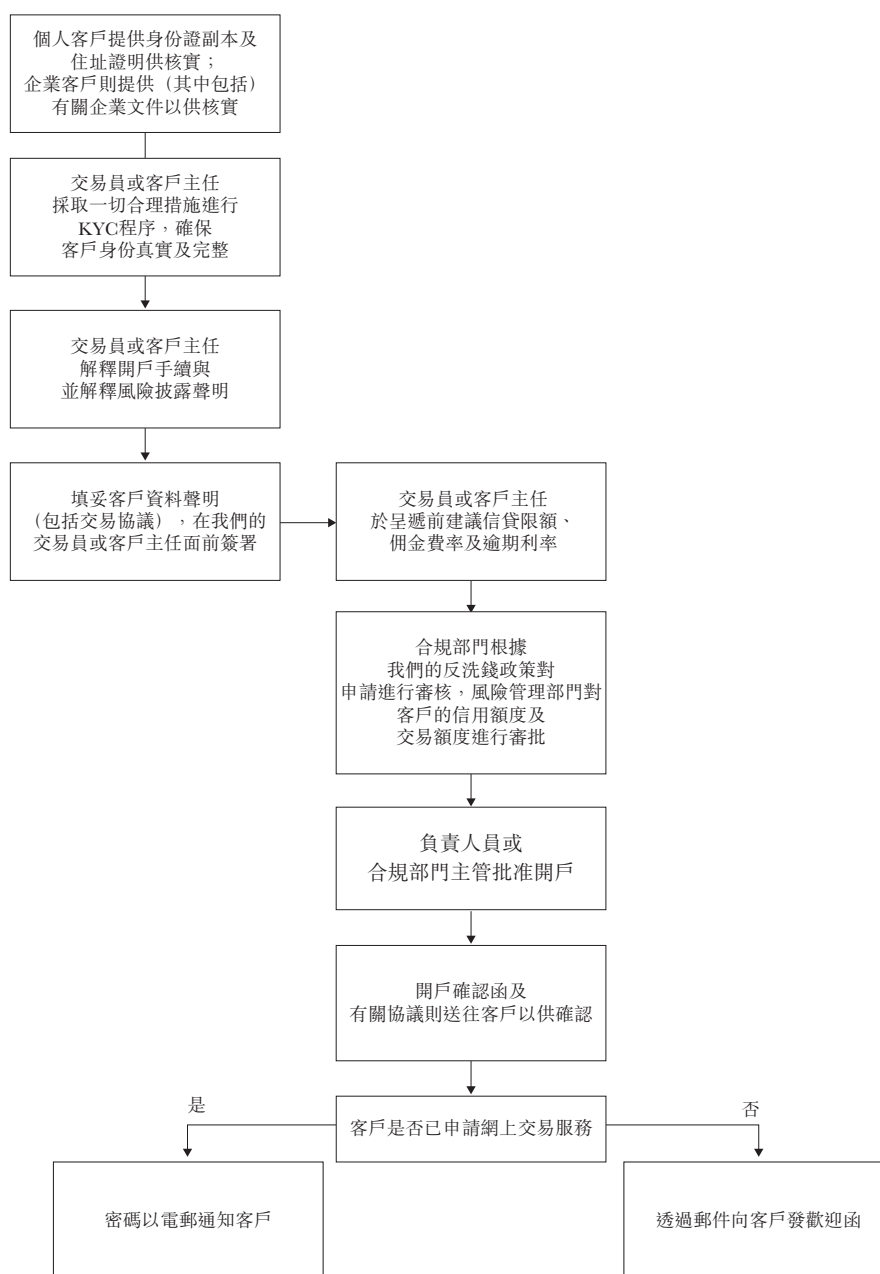 個人客戶提供身份證副本及
住址證明供核實；
企業客戶則提供（其中包括）
有關企業文件以供核實
交易員或客戶主任
採取一切合理措施進行
KYC程序，確保
客戶身份真實及完整
交易員或客戶主任
解釋開戶手續與
並解釋風險披露聲明
填妥客戶資料聲明
（包括交易協議），在我們的
交易員或客戶主任面前簽署
交易員或客戶主任
於呈遞前建議信貸限額、
佣金費率及逾期利率
合規部門根據
我們的反洗錢政策對
申請進行審核，風險管理部門對
客戶的信用額度及
交易額度進行審批
負責人員或
合規部門主管批准開戶
開戶確認函及
有關協議則送往客戶以供確認
客戶是否已申請網上交易服務
是
否
密碼以電郵通知客戶
透過郵件向客戶發歡迎函